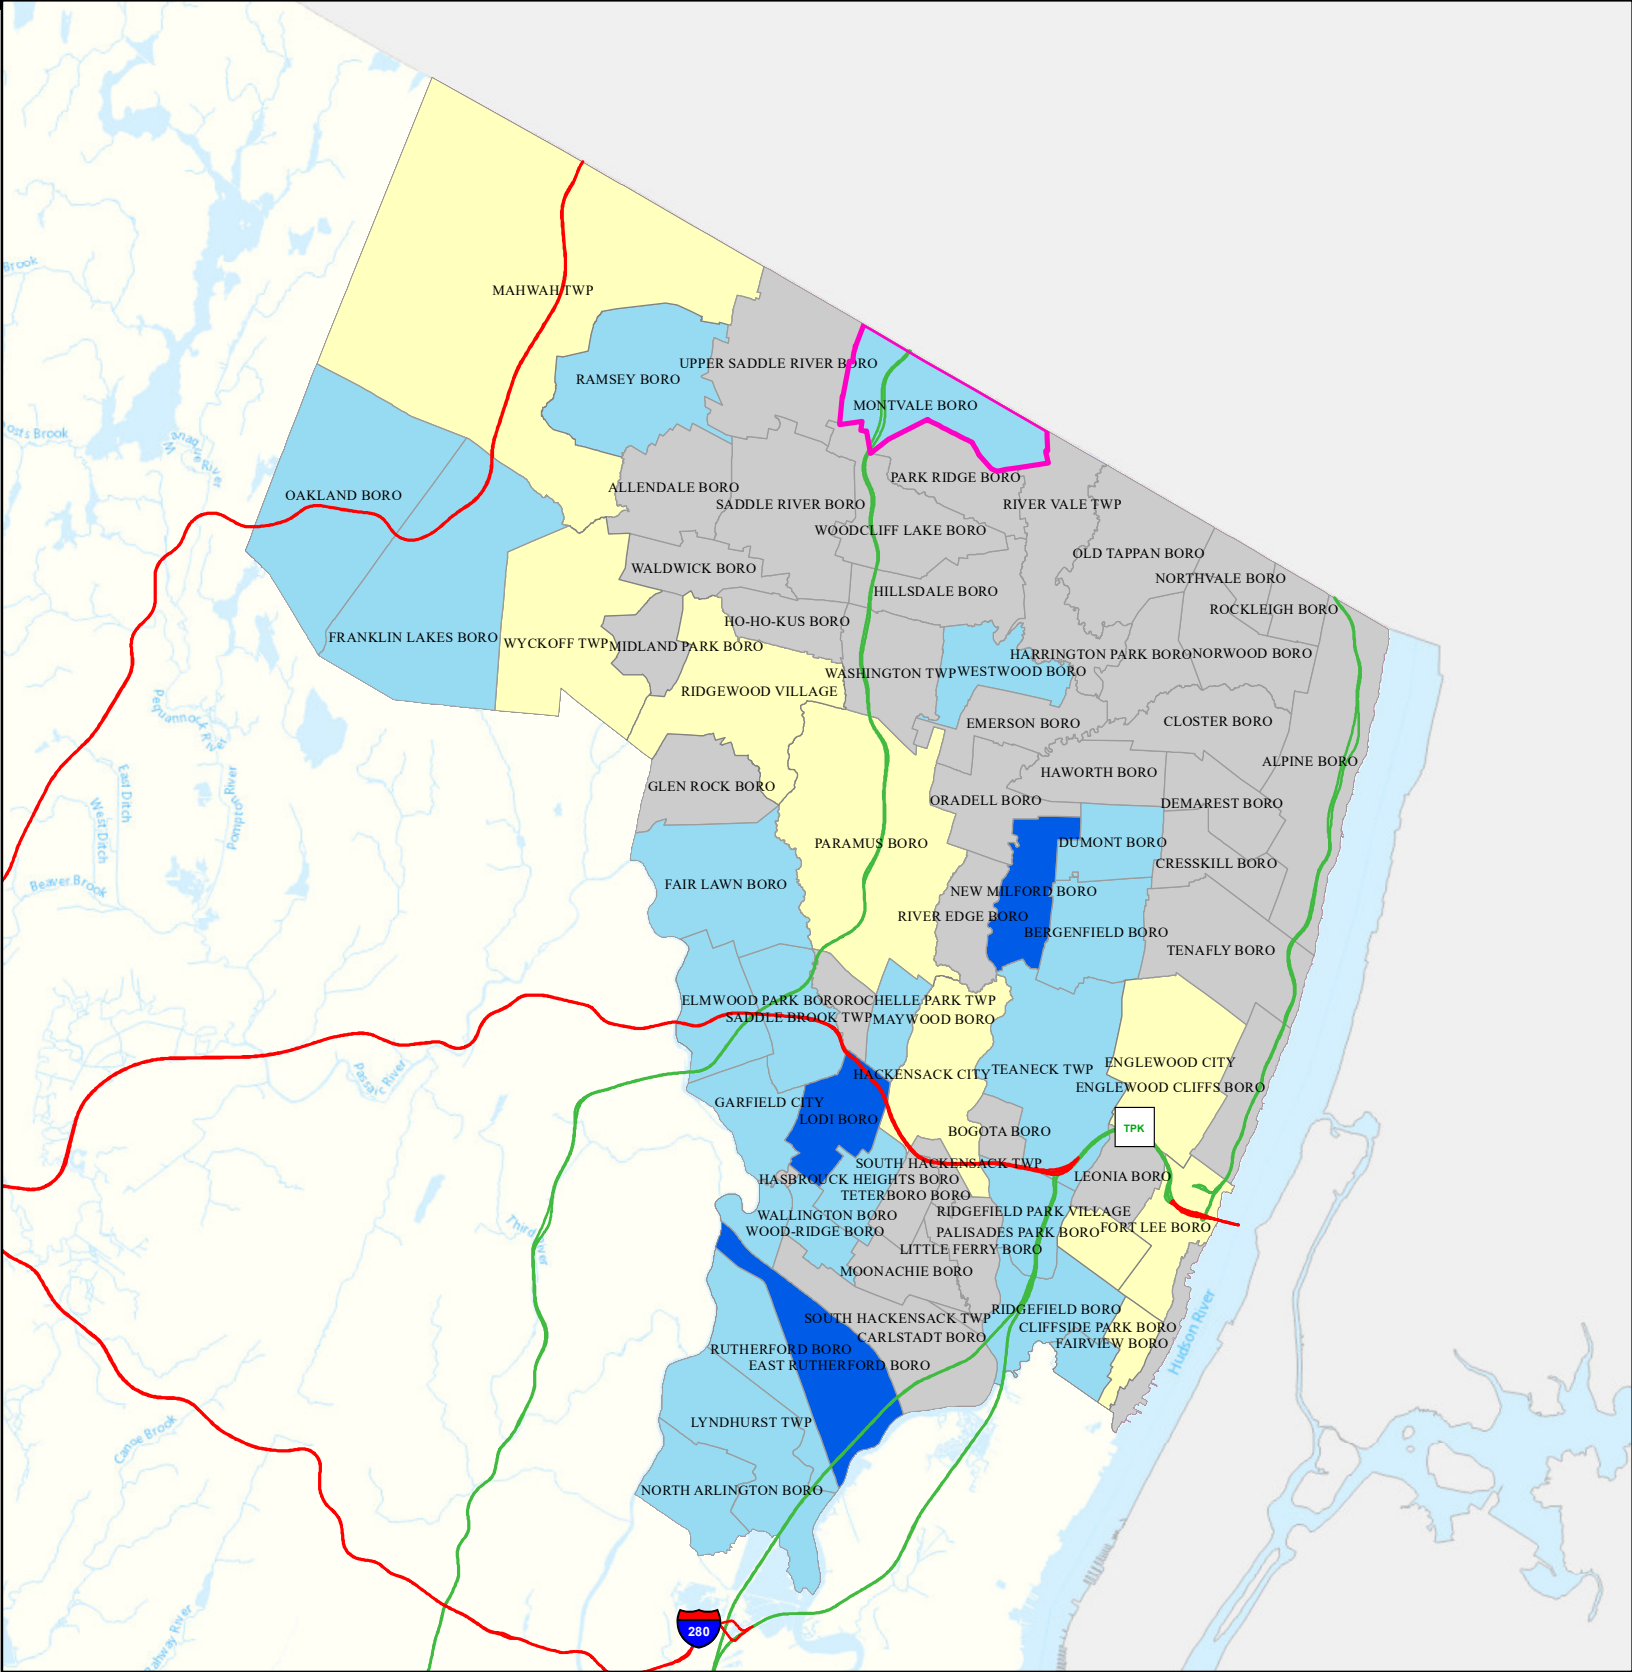 Brook
MAHWAH TWP
UPPER SADDLE RIVER BORO
RAMSEY BORO
MONTVALE BORO
PARK RIDGE BORO
ALLENDALE BORO
OAKLAND BORO
SADDLE RIVER BORO
RIVER VALE TWP
WOODCLIFF LAKE BORO
OLD TAPPAN BORO
WALDWICK BORO
NORTHVALE BORO
HILLSDALE BORO
ROCKLEIGH BORO
HO-HO-KUS BORO
FRANKLIN LAKES BORO
WYCKOFF TWP
MIDLAND PARK BORO
HARRINGTON PARK BORO
NORWOOD BORO
WASHINGTON TWP
WESTWOOD BORO
RIDGEWOOD VILLAGE
Pequannock River
EMERSON BORO
CLOSTER BORO
ALPINE BORO
HAWORTH BORO
GLEN ROCK BORO
East Ditch
West Ditch
Pompton River
ORADELL BORO
DEMAREST BORO
PARAMUS BORO
DUMONT BORO
CRESSKILL BORO
Beaver Brook
FAIR LAWN BORO
NEW MILFORD BORO
RIVER EDGE BORO
BERGENFIELD BORO
TENAFLY BORO
ELMWOOD PARK BORO
ROCHELLE PARK TWP
SADDLE BROOK TWP
MAYWOOD BORO
Passaic River
ENGLEWOOD CITY
HACKENSACK CITY
TEANECK TWP
ENGLEWOOD CLIFFS BORO
GARFIELD CITY
LODI BORO
TPK
BOGOTA BORO
SOUTH HACKENSACK TWP
LEONIA BORO
HASBROUCK HEIGHTS BORO
TETERBORO BORO
WALLINGTON BORO
RIDGEFIELD PARK VILLAGE
WOOD-RIDGE BORO
PALISADES PARK BORO
FORT LEE BORO
Third River
LITTLE FERRY BORO
MOONACHIE BORO
RIDGEFIELD BORO
SOUTH HACKENSACK TWP
CLIFFSIDE PARK BORO
Hudson River
CARLSTADT BORO
FAIRVIEW BORO
RUTHERFORD BORO
EAST RUTHERFORD BORO
LYNDHURST TWP
Canoe Brook
NORTH ARLINGTON BORO
280